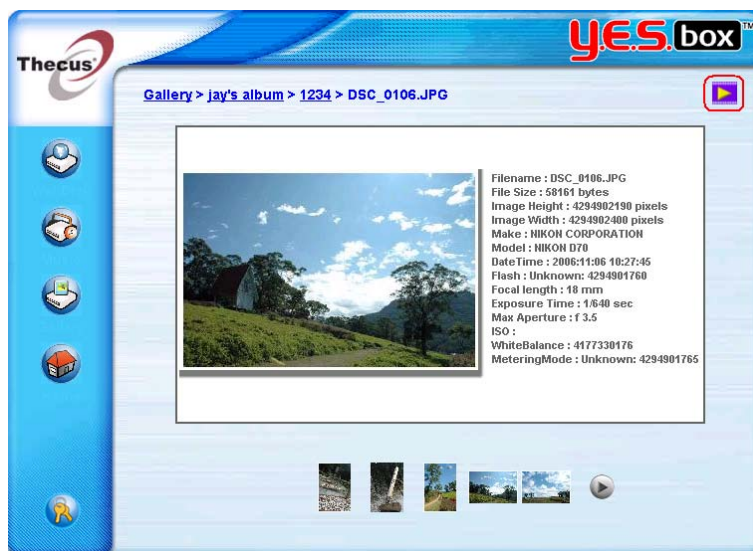 Thecus
Y.E.S. box TM
Gallery > jay's album > 1234 > DSC_0106.JPG
Filename : DSC_0106.JPG
File Size : 58161 bytes
Image Height : 4294902190 pixels
Image Width : 4294902400 pixels
Make : NIKON CORPORATION
Model : NIKON D70
DateTime : 2006:11:06 10:27:45
Flash : Unknown: 4294901760
Focal length : 18 mm
Exposure Time : 1/640 sec
Max Aperture : f 3.5
ISO :
WhiteBalance : 4177330176
MeteringMode : Unknown: 4294901765